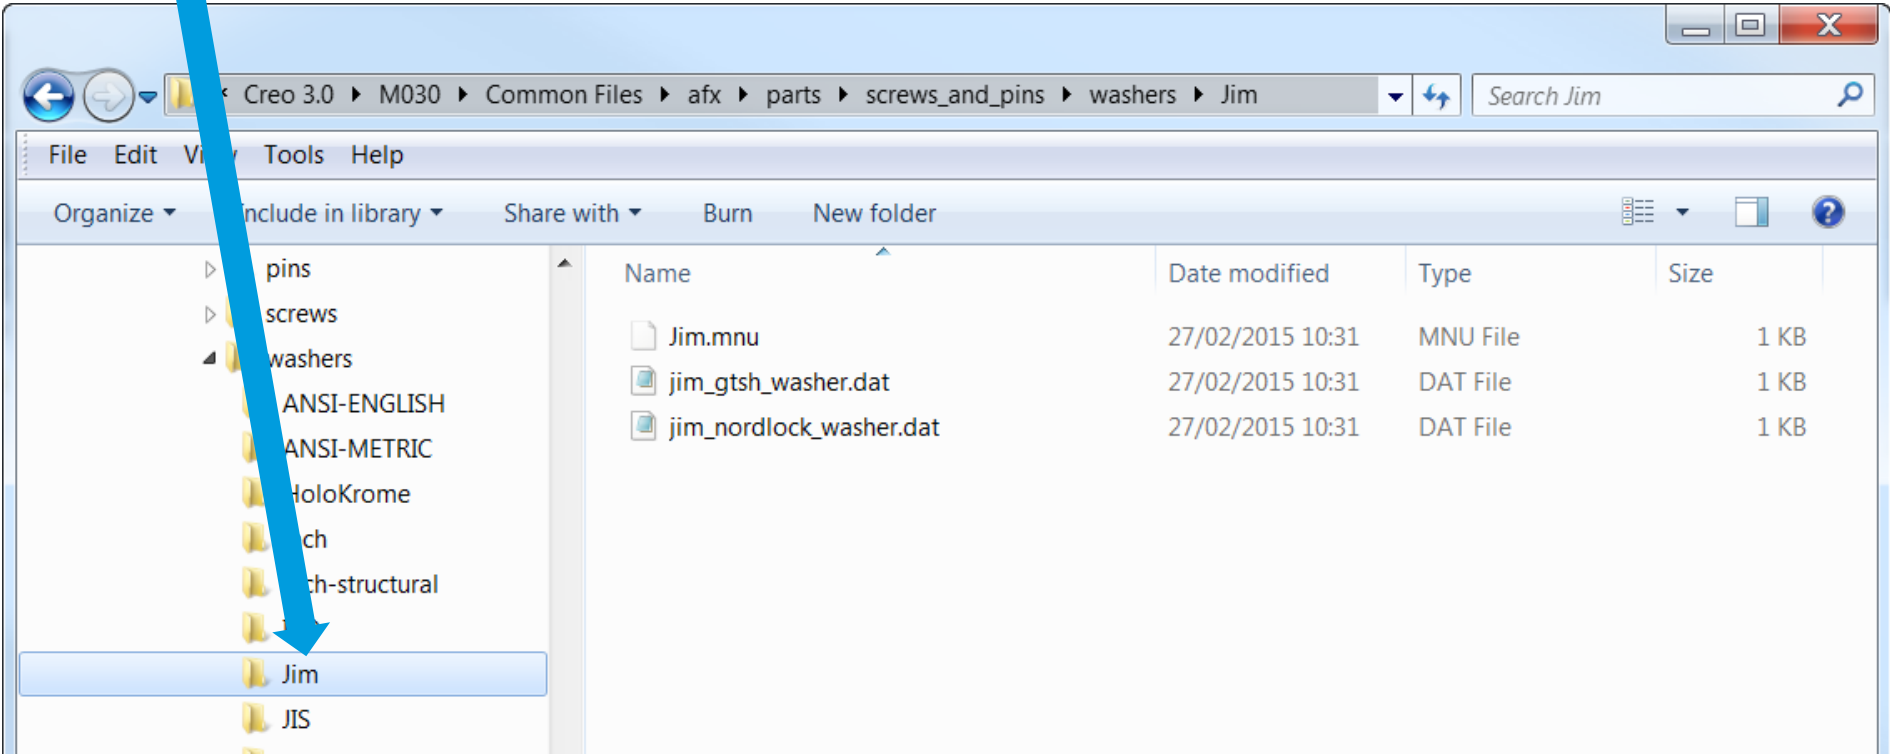 Creo 3.0 M030 Common Files afx parts screws_and_pins washers Jim
Search Jim
File Edit Tools Help
Organize Include in library Share with Burn New folder
pins
screws
washers
ANSI-ENGLISH
ANSI-METRIC
HoloKrome
Jim
JIS
Name Date modified Type Size
Jim.mnu 27/02/2015 10:31 MNU File 1 KB
jim_gtsh_washer.dat 27/02/2015 10:31 DAT File 1 KB
jim_nordlock_washer.dat 27/02/2015 10:31 DAT File 1 KB